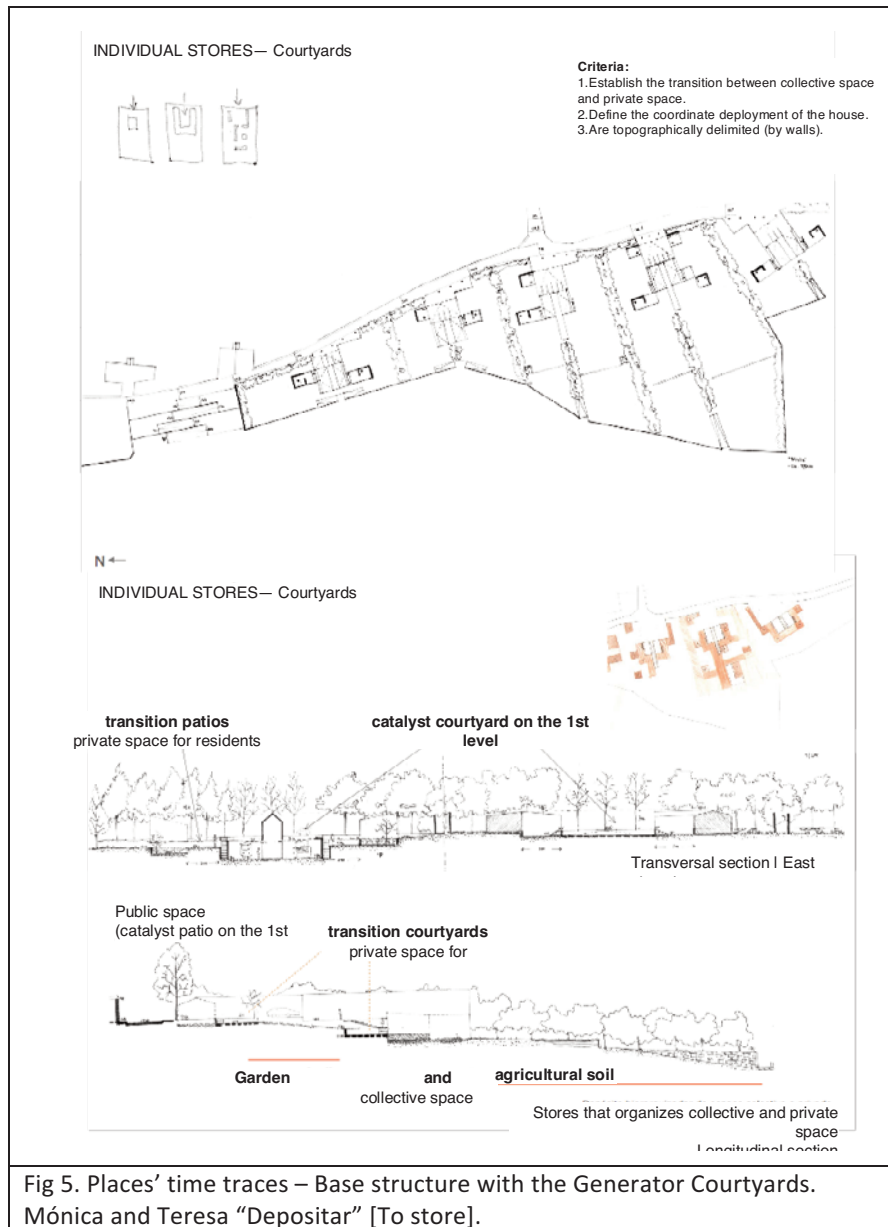 INDIVIDUAL STORES— Courtyards
Criteria:
1.Establish the transition between collective space
and private space.
2.Define the coordinate deployment of the house.
3.Are topographically delimited (by walls).
N
INDIVIDUAL STORES— Courtyards
transition patios
private space for residents
catalyst courtyard on the 1st
level
Transversal section I East
Public space
(catalyst patio on the 1st
transition courtyards
private space for
Garden
and
collective space
agricultural soil
Stores that organizes collective and private
space
Longitudinal section
Fig 5. Places’ time traces – Base structure with the Generator Courtyards.
Mónica and Teresa “Depositar” [To store].